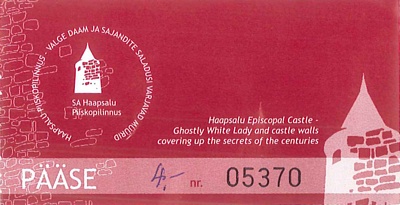 HAAPSALU PIISKOPILINNUS - VALGE DAAM JA SAJANDITE SALADUSI VARJAVAD MÜÜRID
SA Haapsalu
Piiskopilinnus
Haapsalu Episcopal Castle -
Ghostly White Lady and castle walls
covering up the secrets of the centuries
PÄÄSE 4.- nr. 05370